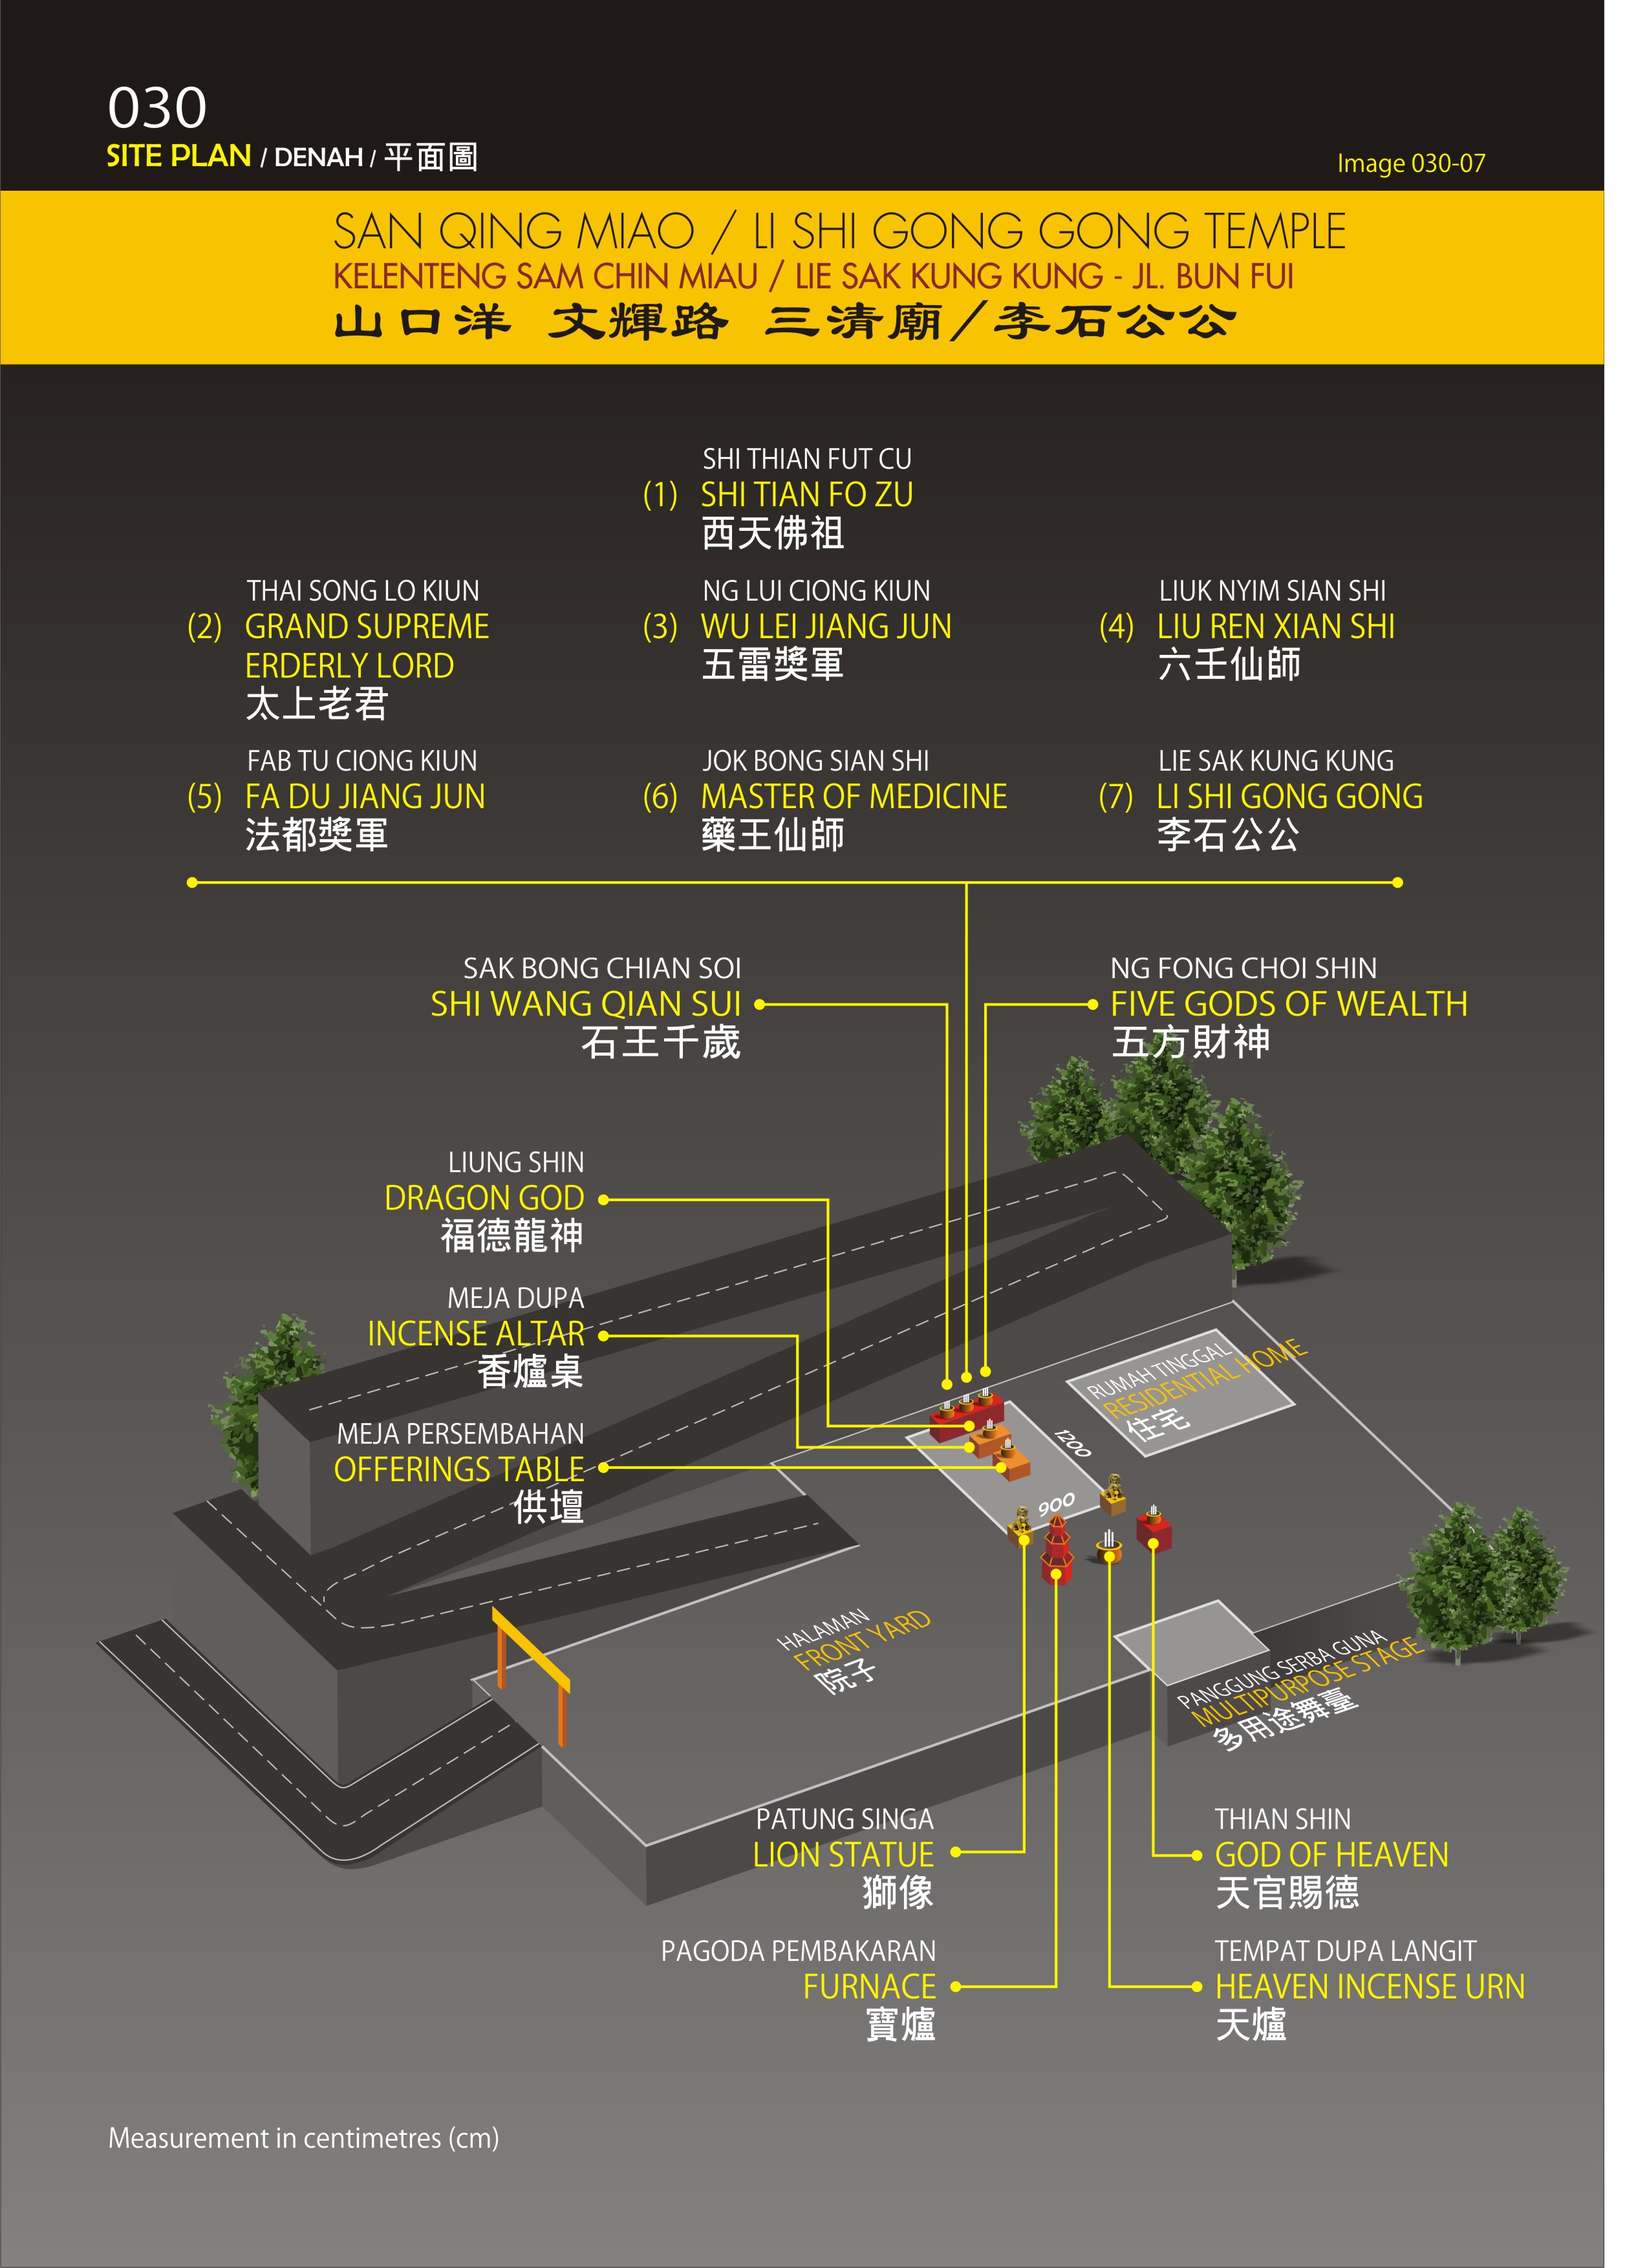 030
SITE PLAN / DENAH / 平面圖
Image 030-07
SAN QING MIAO / LI SHI GONG GONG TEMPLE
KELENTENG SAM CHIN MIAU / LIE SAK KUNG KUNG - JL. BUN FUI
山口洋 文輝路 三清廟/李石公公
SHI THIAN FUT CU
(1) SHI TIAN FO ZU
西天佛祖
THAI SONG LO KIUN
(2) GRAND SUPREME
ERDERLY LORD
太上老君
NG LUI CIONG KIUN
(3) WU LEI JIANG JUN
五雷獎軍
LIUK NYIM SIAN SHI
(4) LIU REN XIAN SHI
六壬仙師
FAB TU CIONG KIUN
(5) FA DU JIANG JUN
法都獎軍
JOK BONG SIAN SHI
(6) MASTER OF MEDICINE
藥王仙師
LIE SAK KUNG KUNG
(7) LI SHI GONG GONG
李石公公
SAK BONG CHIAN SOI
SHI WANG QIAN SUI
石王千歲
NG FONG CHOI SHIN
FIVE GODS OF WEALTH
五方財神
LIUNG SHIN
DRAGON GOD
福德龍神
MEJA DUPA
INCENSE ALTAR
香爐桌
MEJA PERSEMBAHAN
OFFERINGS TABLE
供壇
RUMAH TINGGAL
RESIDENTIAL HOME
住宅
1200
900
HALAMAN
FRONT YARD
院子
PANGGUNG SERBA GUNA
MULTIPURPOSE STAGE
多用途舞臺
PATUNG SINGA
LION STATUE
獅像
THIAN SHIN
GOD OF HEAVEN
天官賜德
PAGODA PEMBAKARAN
FURNACE
寶爐
TEMPAT DUPA LANGIT
HEAVEN INCENSE URN
天爐
Measurement in centimetres (cm)